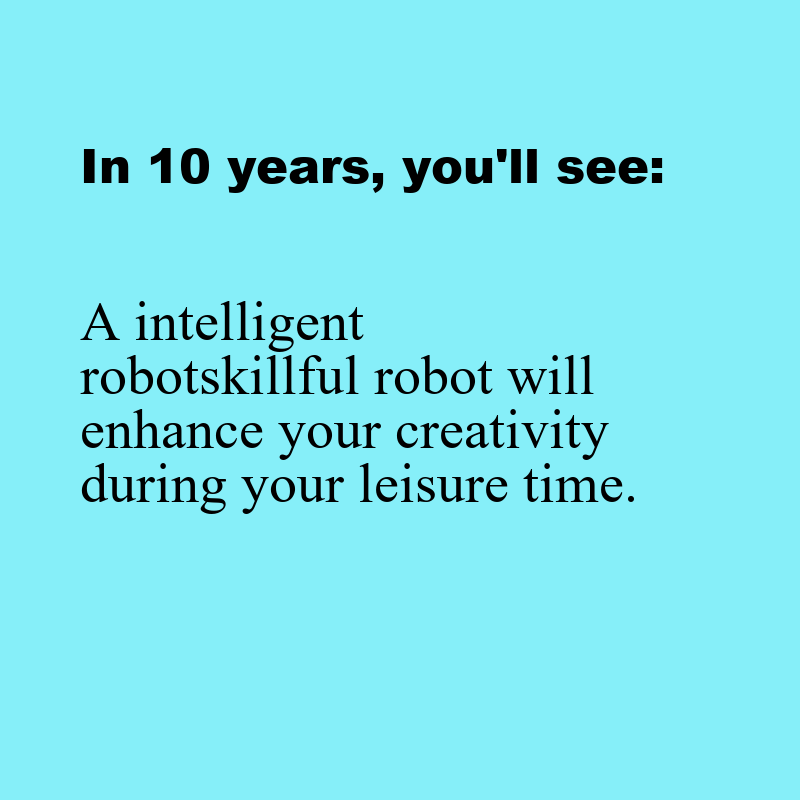 In 10 years, you'll see:
A intelligent
robotskillful robot will
enhance your creativity
during your leisure time.